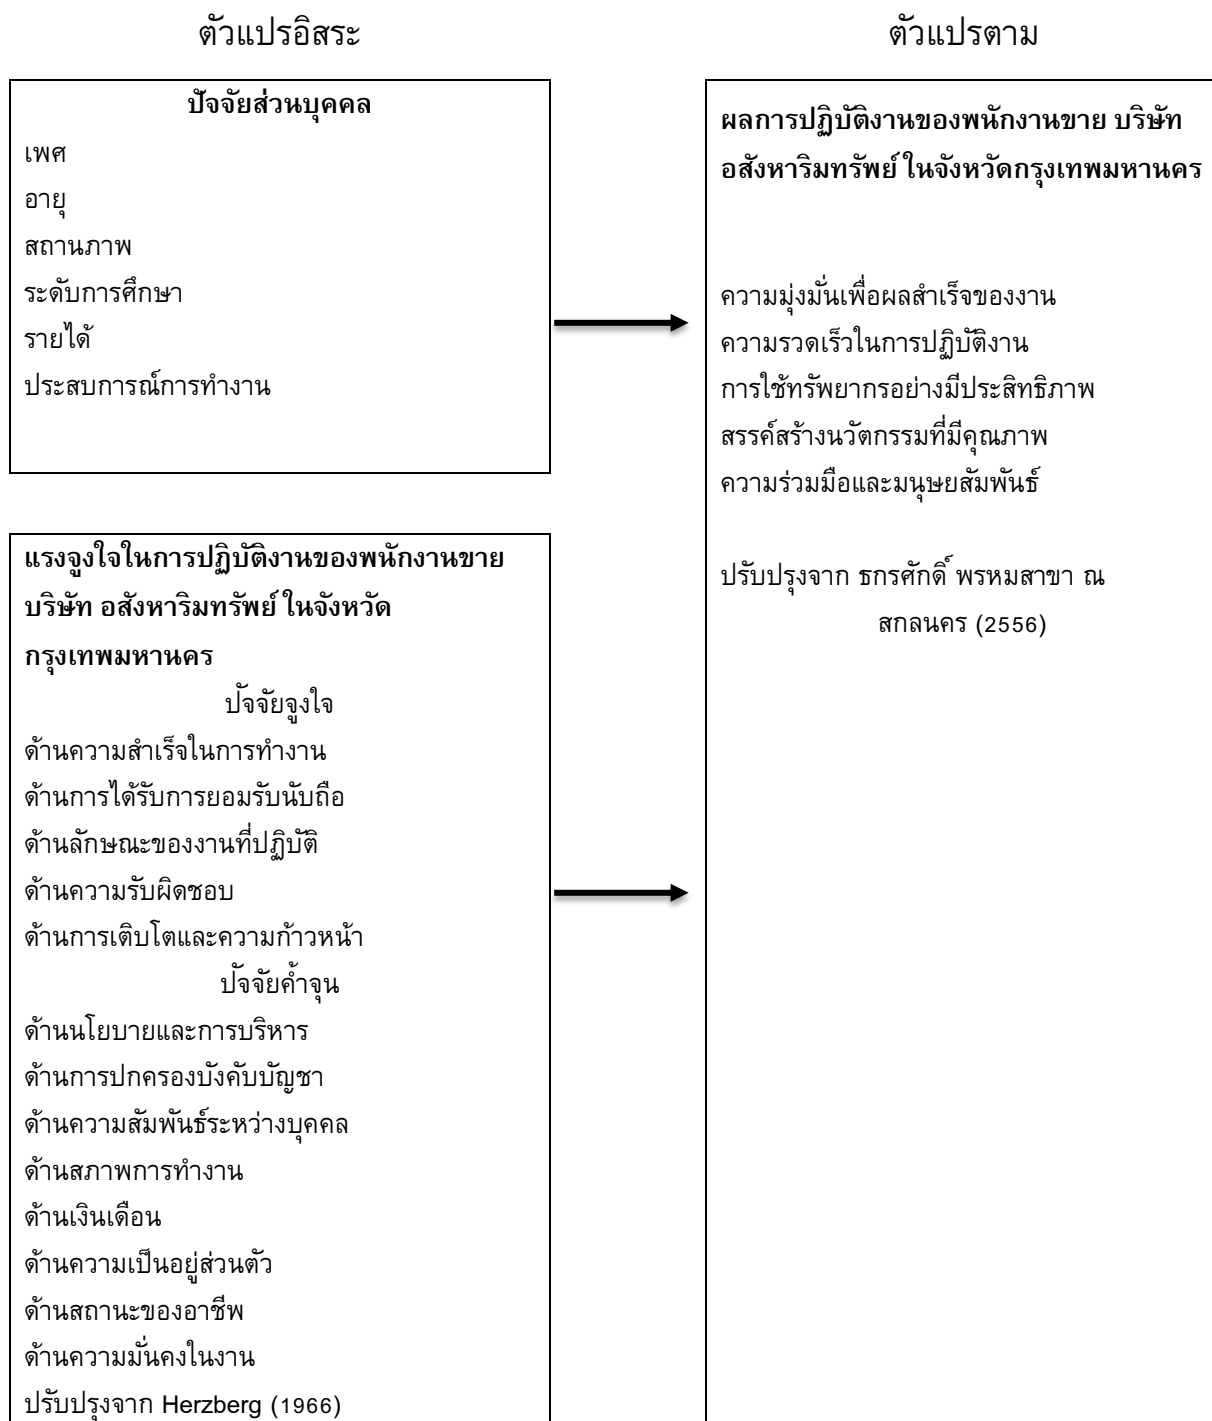 ตัวแปรอิสระ
ตัวแปรตาม
ปัจจัยส่วนบุคคล
เพศ
อายุ
สถานภาพ
ระดับการศึกษา
รายได้
ประสบการณ์การทำงาน
แรงจูงใจในการปฏิบัติงานของพนักงานขาย
บริษัท อสังหาริมทรัพย์ ในจังหวัด
กรุงเทพมหานคร
ปัจจัยจูงใจ
ด้านความสำเร็จในการทำงาน
ด้านการได้รับการยอมรับนับถือ
ด้านลักษณะของงานที่ปฏิบัติ
ด้านความรับผิดชอบ
ด้านการเติบโตและความก้าวหน้า
ปัจจัยค้ำจุน
ด้านนโยบายและการบริหาร
ด้านการปกครองบังคับบัญชา
ด้านความสัมพันธ์ระหว่างบุคคล
ด้านสภาพการทำงาน
ด้านเงินเดือน
ด้านความเป็นอยู่ส่วนตัว
ด้านสถานะของอาชีพ
ด้านความมั่นคงในงาน
ปรับปรุงจาก Herzberg (1966)
ผลการปฏิบัติงานของพนักงานขาย บริษัท
อสังหาริมทรัพย์ ในจังหวัดกรุงเทพมหานคร
ความมุ่งมั่นเพื่อผลสำเร็จของงาน
ความรวดเร็วในการปฏิบัติงาน
การใช้ทรัพยากรอย่างมีประสิทธิภาพ
สรรค์สร้างนวัตกรรมที่มีคุณภาพ
ความร่วมมือและมนุษยสัมพันธ์
ปรับปรุงจาก ธกรศักดิ์ พรหมสาขา ณ
สกลนคร (2556)